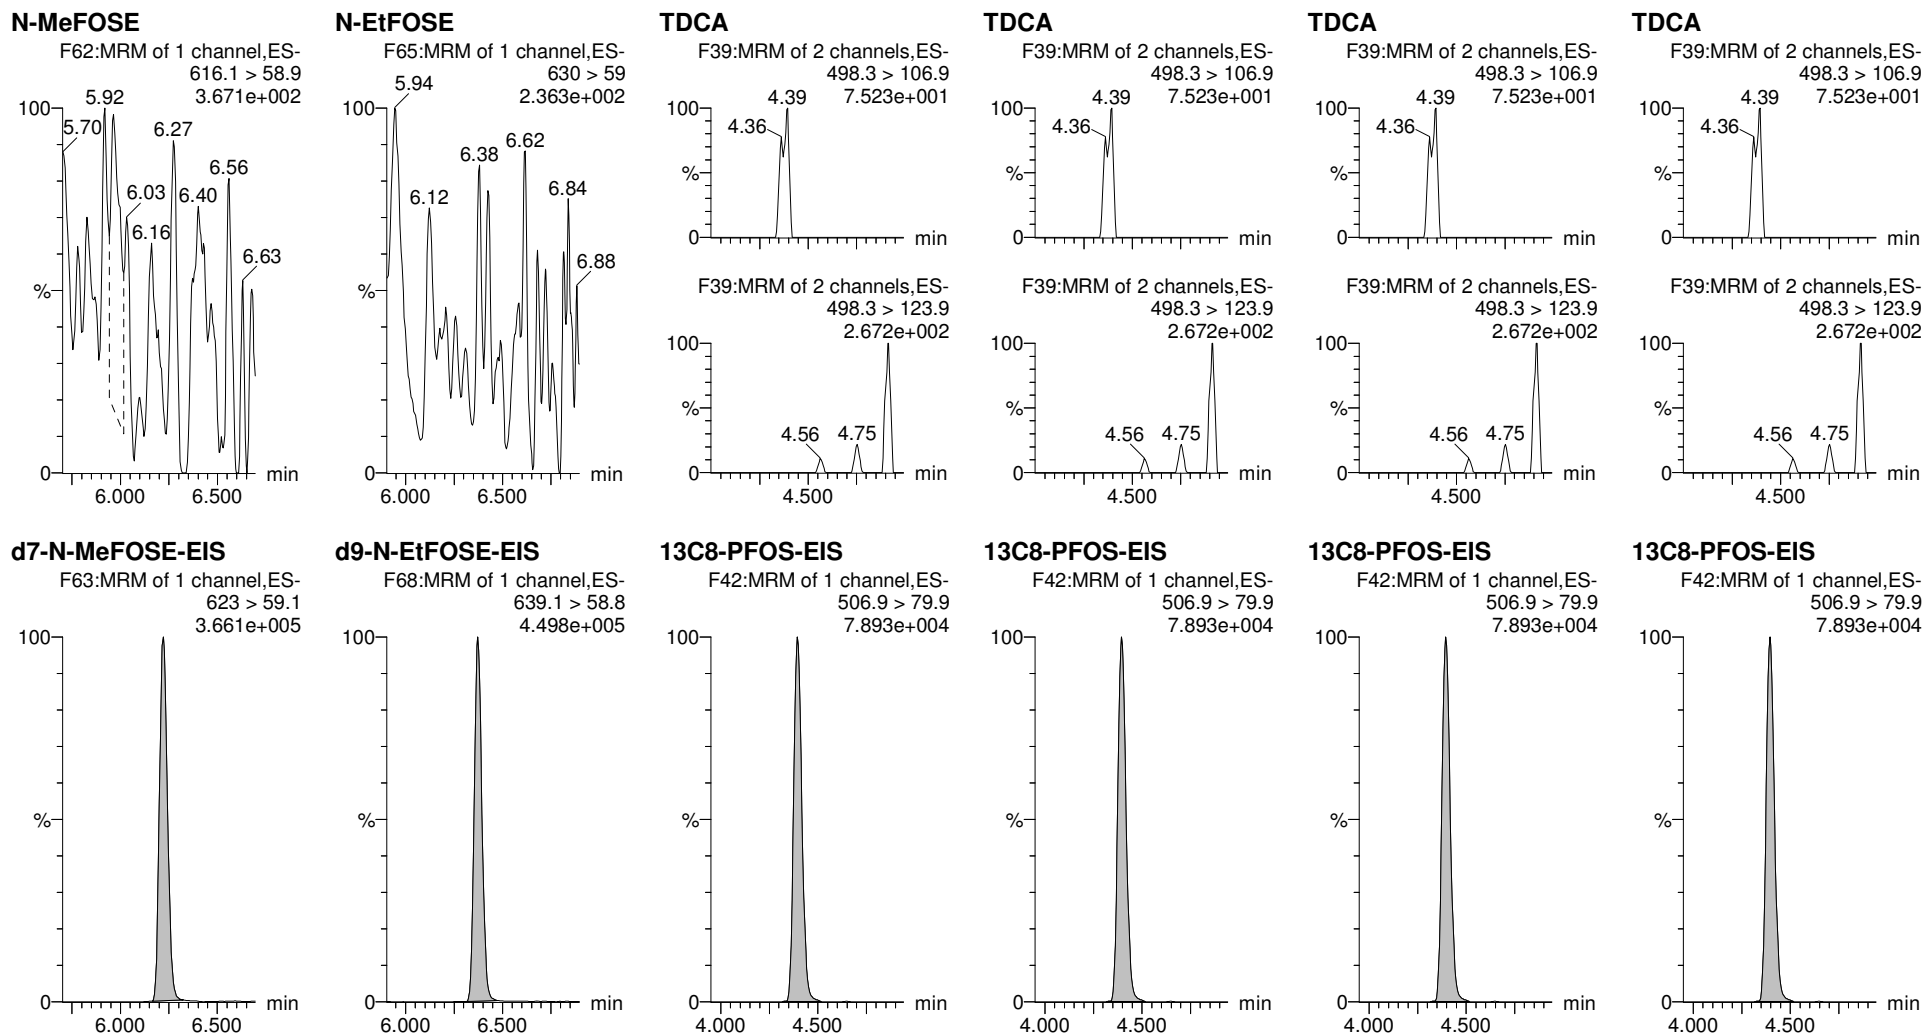 N-MeFOSE
F62:MRM of 1 channel,ES-
616.1 > 58.9
3.671e+002
100
5.92
5.70
6.27
6.56
6.03
6.40
6.16
6.63
%
0
min
6.000
6.500
N-EtFOSE
F65:MRM of 1 channel,ES-
630 > 59
2.363e+002
5.94
100
6.62
6.38
6.84
6.12
6.88
%
0
min
6.000
6.500
TDCA
F39:MRM of 2 channels,ES-
498.3 > 106.9
7.523e+001
100
4.39
4.36
%
0
min
F39:MRM of 2 channels,ES-
498.3 > 123.9
2.672e+002
100
%
4.56
4.75
0
min
4.500
TDCA
F39:MRM of 2 channels,ES-
498.3 > 106.9
7.523e+001
100
4.39
4.36
%
0
min
F39:MRM of 2 channels,ES-
498.3 > 123.9
2.672e+002
100
%
4.56
4.75
0
min
4.500
TDCA
F39:MRM of 2 channels,ES-
498.3 > 106.9
7.523e+001
100
4.39
4.36
%
0
min
F39:MRM of 2 channels,ES-
498.3 > 123.9
2.672e+002
100
%
4.56
4.75
0
min
4.500
TDCA
F39:MRM of 2 channels,ES-
498.3 > 106.9
7.523e+001
100
4.39
4.36
%
0
min
F39:MRM of 2 channels,ES-
498.3 > 123.9
2.672e+002
100
%
4.56
4.75
0
min
4.500
d7-N-MeFOSE-EIS
F63:MRM of 1 channel,ES-
623 > 59.1
3.661e+005
100
%
0
min
6.000
6.500
d9-N-EtFOSE-EIS
F68:MRM of 1 channel,ES-
639.1 > 58.8
4.498e+005
100
%
0
min
6.000
6.500
13C8-PFOS-EIS
F42:MRM of 1 channel,ES-
506.9 > 79.9
7.893e+004
100
%
0
min
4.000
4.500
13C8-PFOS-EIS
F42:MRM of 1 channel,ES-
506.9 > 79.9
7.893e+004
100
%
0
min
4.000
4.500
13C8-PFOS-EIS
F42:MRM of 1 channel,ES-
506.9 > 79.9
7.893e+004
100
%
0
min
4.000
4.500
13C8-PFOS-EIS
F42:MRM of 1 channel,ES-
506.9 > 79.9
7.893e+004
100
%
0
min
4.000
4.500